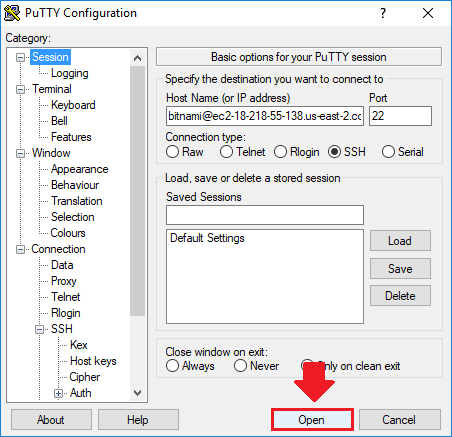 PuTTY Configuration
?
Category:
Session
Logging
Terminal
Keyboard
Bell
Features
Window
Appearance
Behaviour
Translation
Selection
Colours
Connection
Data
Proxy
Telnet
Rlogin
SSH
Kex
Host keys
Cipher
Auth
Basic options for your PuTTY session
Specify the destination you want to connect to
Host Name (or IP address) Port
bitnami@ec2-18-218-55-138.us-east-2.cc 22
Connection type:
Raw Telnet Rlogin SSH Serial
Load, save or delete a stored session
Saved Sessions
Default Settings
Load
Save
Delete
Close window on exit:
Always Never Only on clean exit
About Help Open Cancel